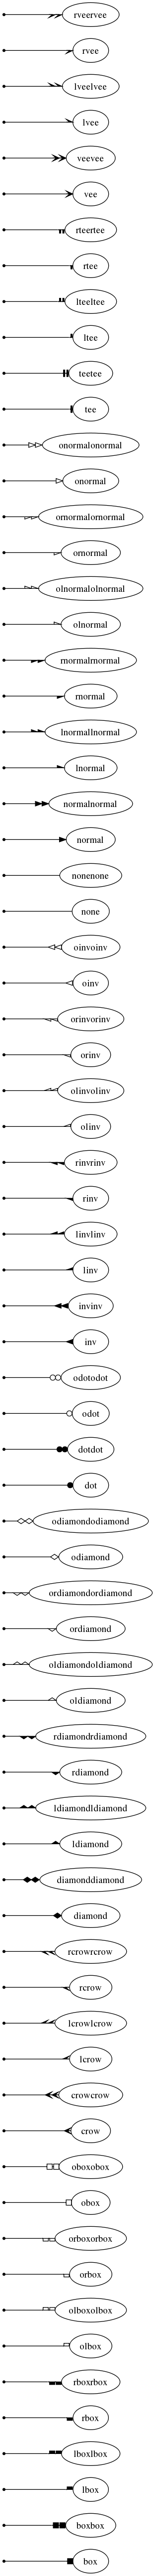 rveervee
rvee
lveelvee
lvee
veevee
vee
rteertee
rtee
lteeltee
ltee
teetee
tee
onormalonormal
onormal
ornormalornormal
ornormal
olnormalolnormal
olnormal
rnormalrnormal
rnormal
lnormallnormal
lnormal
normalnormal
normal
nonenone
none
oinvoinv
oinv
orinvorinv
orinv
olinvolinv
olinv
rinvrinv
rinv
linvlinv
linv
invinv
inv
odotodot
odot
dotdot
dot
odiamondodiamond
odiamond
ordiamondordiamond
ordiamond
oldiamondoldiamond
oldiamond
rdiamondrdiamond
rdiamond
ldiamondldiamond
ldiamond
diamonddiamond
diamond
rcrowrcrow
rcrow
lcrowlcrow
lcrow
crowcrow
crow
oboxobox
obox
orboxorbox
orbox
olboxolbox
olbox
rboxrbox
rbox
lboxlbox
lbox
boxbox
box